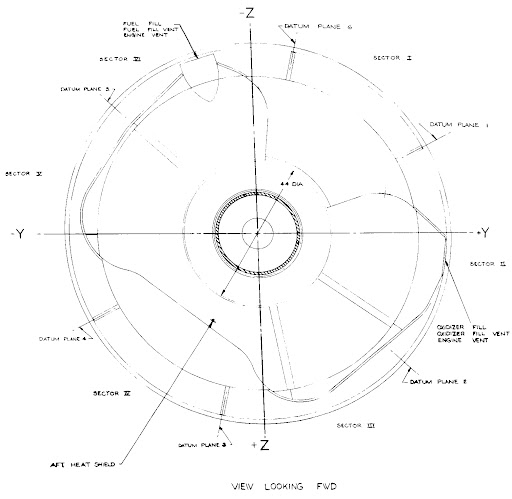 -Z
FUEL FILL
FUEL FILL VENT
ENGINE VENT
DATUM PLANE 6
SECTOR VI
SECTOR I
DATUM PLANE 5
DATUM PLANE 1
SECTOR V
44 DIA
-Y
+Y
SECTOR II
OXIDIZER FILL
OXIDIZER FILL VENT
ENGINE VENT
DATUM PLANE 4
DATUM PLANE 2
SECTOR IV
SECTOR III
DATUM PLANE 3
+Z
AFT HEAT SHIELD
VIEW LOOKING FWD